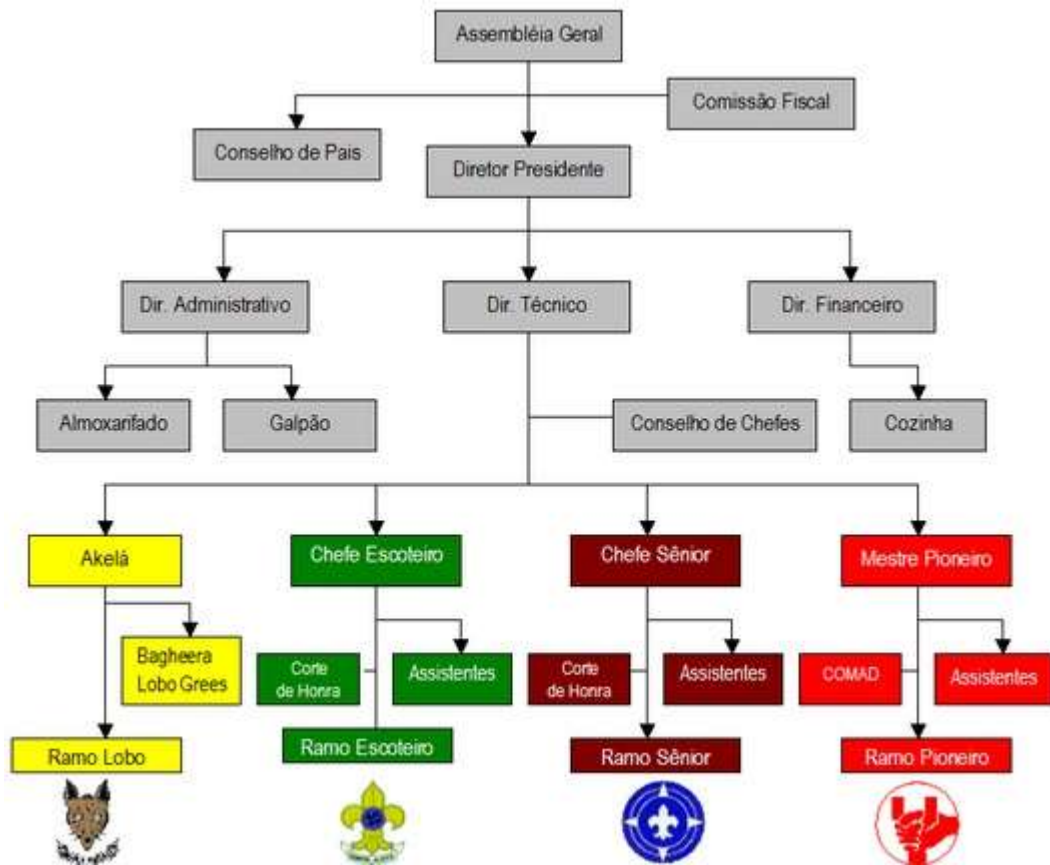 Assembléia Geral
Comissão Fiscal
Conselho de Pais
Diretor Presidente
Dir. Administrativo
Dir. Técnico
Dir. Financeiro
Almoxarifado
Galpão
Conselho de Chefes
Cozinha
Akelá
Chefe Escoteiro
Chefe Sênior
Mestre Pioneiro
Bagheera
Lobo Grees
Corte
de Honra
Assistentes
Corte
de Honra
Assistentes
COMAD
Assistentes
Ramo Lobo
Ramo Escoteiro
Ramo Sênior
Ramo Pioneiro